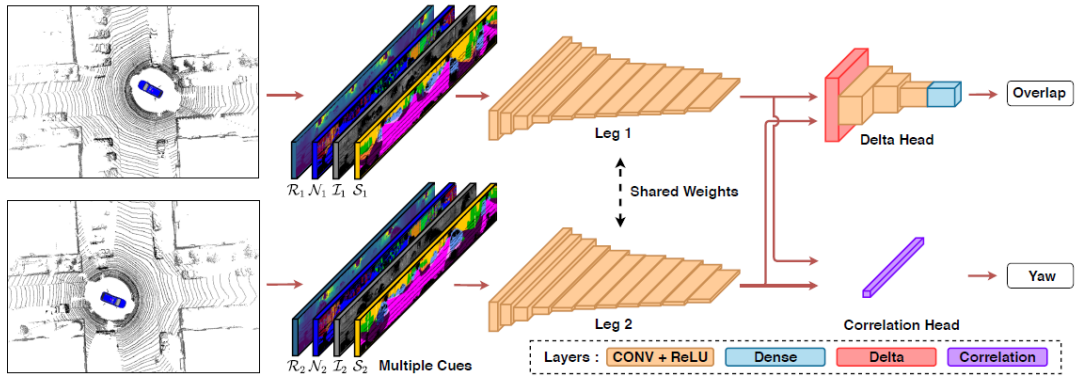 Leg 1
Delta Head
Overlap
R₁ N₁ I₁ S₁
Shared Weights
Yaw
Leg 2
Correlation Head
R₂ N₂ I₂ S₂ Multiple Cues
Layers : CONV + ReLU Dense Delta Correlation